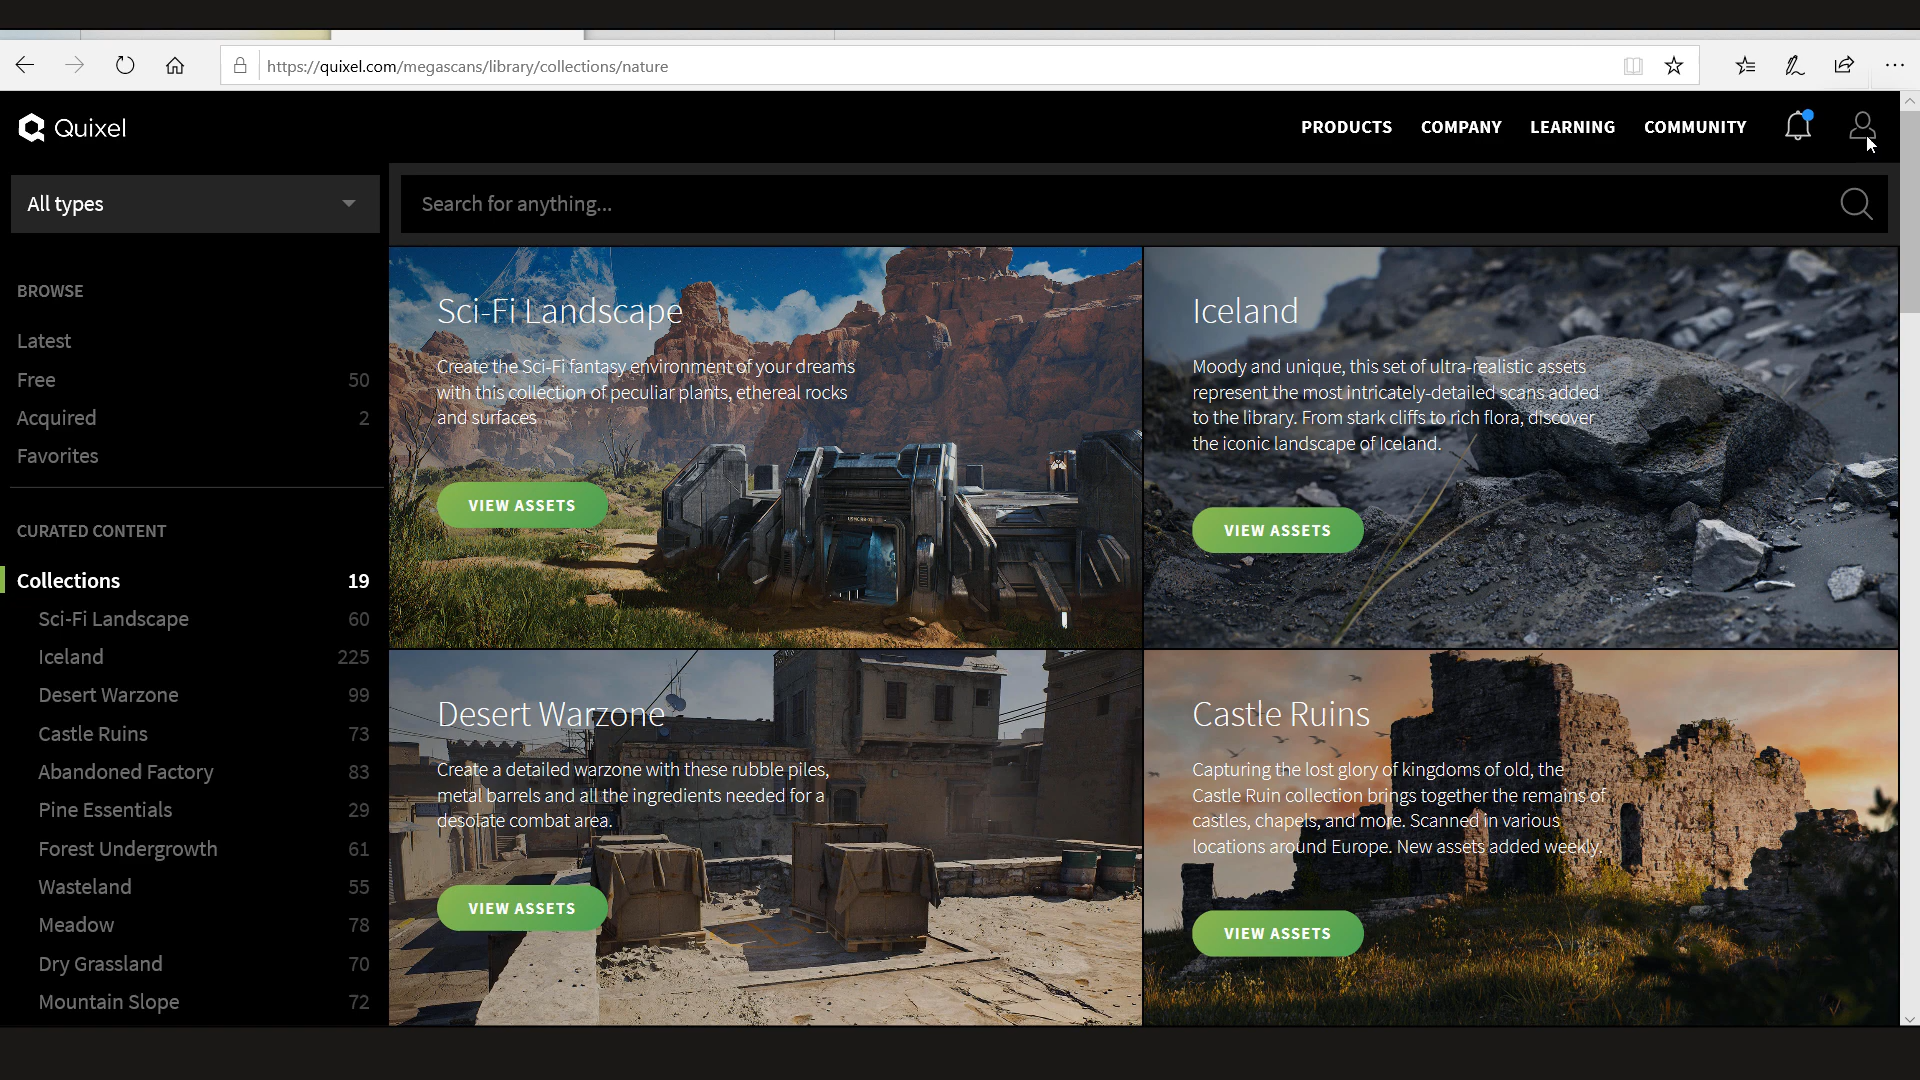 https://quixel.com/megascans/library/collections/nature
Quixel
PRODUCTS COMPANY LEARNING COMMUNITY
All types
Search for anything...
BROWSE
Latest
Free 50
Acquired 2
Favorites
CURATED CONTENT
Collections 19
Sci-Fi Landscape 60
Iceland 225
Desert Warzone 99
Castle Ruins 73
Abandoned Factory 83
Pine Essentials 29
Forest Undergrowth 61
Wasteland 55
Meadow 78
Dry Grassland 70
Mountain Slope 72
Sci-Fi Landscape
Create the Sci-Fi fantasy environment of your dreams
with this collection of peculiar plants, ethereal rocks
and surfaces
VIEW ASSETS
Iceland
Moody and unique, this set of ultra-realistic assets
represent the most intricately-detailed scans added
to the library. From stark cliffs to rich flora, discover
the iconic landscape of Iceland.
VIEW ASSETS
Desert Warzone
Create a detailed warzone with these rubble piles,
metal barrels and all the ingredients needed for a
desolate combat area.
VIEW ASSETS
Castle Ruins
Capturing the lost glory of kingdoms of old, the
Castle Ruin collection brings together the remains of
castles, chapels, and more. Scanned in various
locations around Europe. New assets added weekly.
VIEW ASSETS